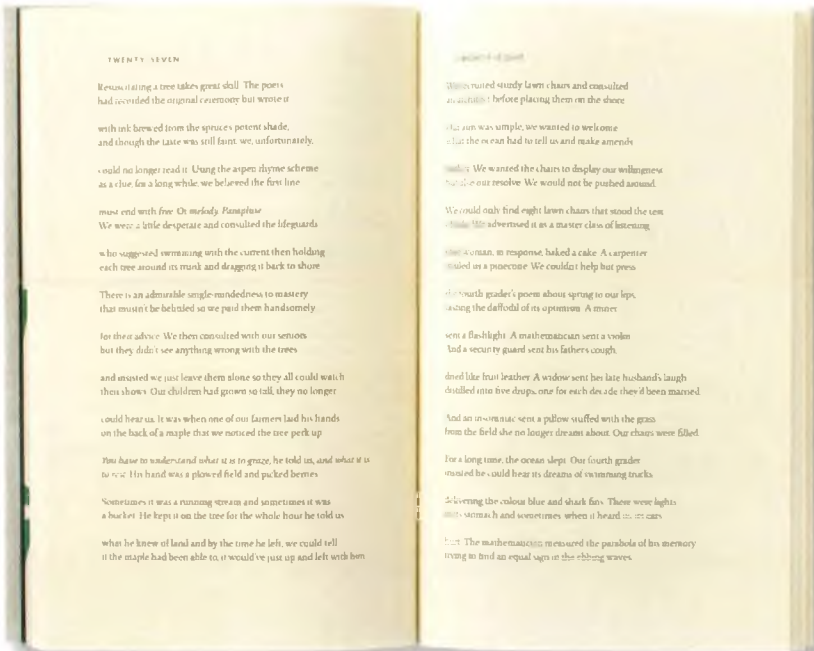 TWENTY SEVEN
Resuscitating a tree takes great skill. The poets
had recorded the original ceremony but wrote it
with ink brewed from the spruce's potent shade,
and though the taste was still faint we, unfortunately,
could no longer read it. Using the aspen rhyme scheme
as a clue, for a long while, we believed the first line
must end with free. Or melody. Paraplue
We were a little desperate and consulted the lifeguards
who suggested swimming with the current then holding
each tree around its trunk and dragging it back to shore
There is an admirable single-mindedness to mastery
that mustn't be belittled so we paid them handsomely
for their advice. We then consulted with our seniors
but they didn't see anything wrong with the trees
and insisted we just leave them alone so they all could watch
their shows. Our children had grown so tall, they no longer
could hear us. It was when one of our farmers laid his hands
on the back of a maple that we noticed the tree perk up
You have to understand what it is to graze, he told us, and what it is
to rest. His hand was a plowed field and picked berries
Sometimes it was a running stream and sometimes it was
a bucket. He kept it on the tree for the whole hour he told us
what he knew of land and by the time he left, we could tell
if the maple had been able to, it would've just up and left with him
sturdy lawn chairs and consulted
before placing them on the shore
was simple, we wanted to welcome
what the ocean had to tell us and make amends
We wanted the chairs to display our willingness
our resolve. We would not be pushed around
We could only find eight lawn chairs that stood the test
advertised it as a master class of listening
woman, in response, baked a cake. A carpenter
mailed us a pinecone. We couldn't help but press
fourth grader's poem about spring to our lips,
tasting the daffodil of its optimism. A miner
sent a flashlight. A mathematician sent a violin
And a security guard sent his father's cough,
dried like fruit leather. A widow sent her late husband's laugh
distilled into five drops, one for each decade they'd been married
And an insomniac sent a pillow stuffed with the grass
from the field she no longer dreams about. Our chairs were filled
For a long time, the ocean slept. Our fourth grader
insisted he could hear its dreams of swimming trucks
delivering the colour blue and shark fins. There were lights
stomach and sometimes when it heard
The mathematician measured the parabola of his memory
trying to find an equal sign in the ebbing waves.